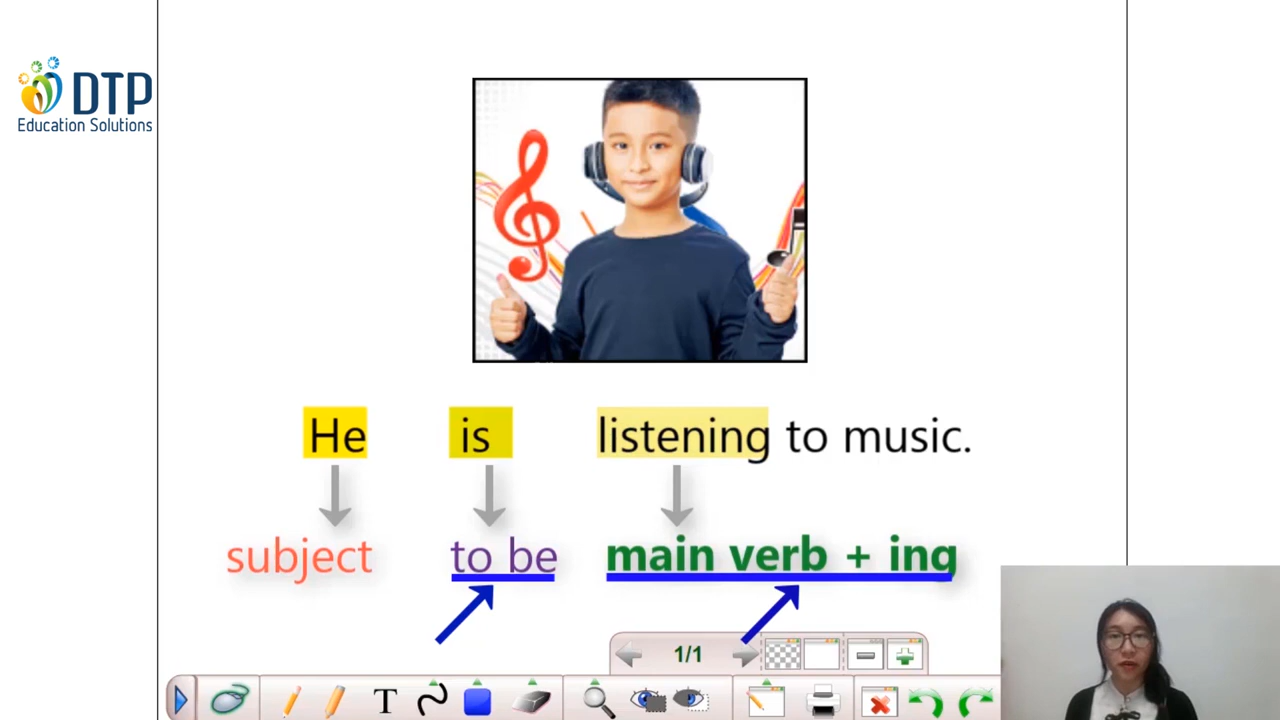 DTP
Education Solutions
He is listening to music.
subject to be main verb + ing
1/1
T